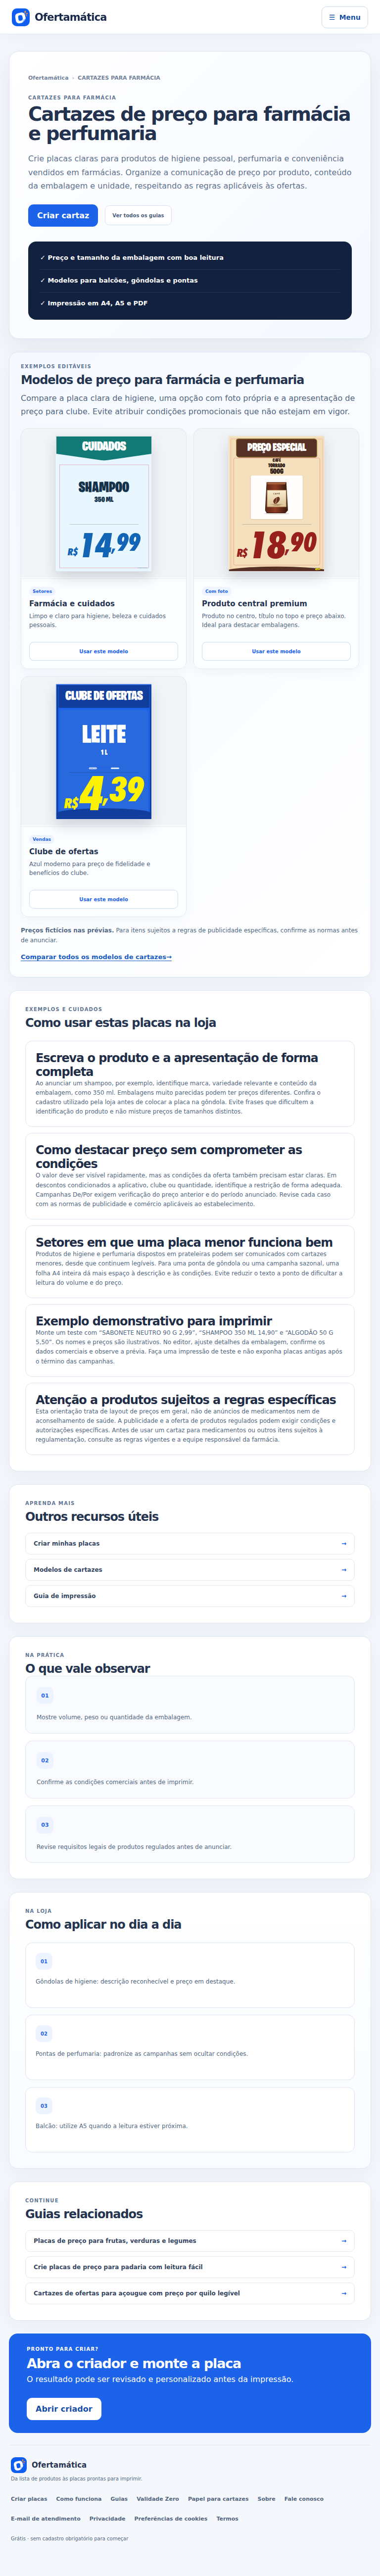 Ofertamática
☰ Menu
Ofertamática › CARTAZES PARA FARMÁCIA
CARTAZES PARA FARMÁCIA
Cartazes de preço para farmácia
e perfumaria
Crie placas claras para produtos de higiene pessoal, perfumaria e conveniência
vendidos em farmácias. Organize a comunicação de preço por produto, conteúdo
da embalagem e unidade, respeitando as regras aplicáveis às ofertas.
Criar cartaz
Ver todos os guias
✓ Preço e tamanho da embalagem com boa leitura
✓ Modelos para balcões, gôndolas e pontas
✓ Impressão em A4, A5 e PDF
EXEMPLOS EDITÁVEIS
Modelos de preço para farmácia e perfumaria
Compare a placa clara de higiene, uma opção com foto própria e a apresentação de
preço para clube. Evite atribuir condições promocionais que não estejam em vigor.
CUIDADOS
SHAMPOO
350 ML
R$ 14,99
Setores
Farmácia e cuidados
Limpo e claro para higiene, beleza e cuidados
pessoais.
Usar este modelo
PREÇO ESPECIAL
CAFÉ
TORRADO
500G
R$ 18,90
Com foto
Produto central premium
Produto no centro, título no topo e preço abaixo.
Ideal para destacar embalagens.
Usar este modelo
CLUBE DE OFERTAS
LEITE
1 L
R$ 4,39
Vendas
Clube de ofertas
Azul moderno para preço de fidelidade e
benefícios do clube.
Usar este modelo
Preços fictícios nas prévias. Para itens sujeitos a regras de publicidade específicas, confirme as normas antes
de anunciar.
Comparar todos os modelos de cartazes→
EXEMPLOS E CUIDADOS
Como usar estas placas na loja
Escreva o produto e a apresentação de forma
completa
Ao anunciar um shampoo, por exemplo, identifique marca, variedade relevante e conteúdo da
embalagem, como 350 ml. Embalagens muito parecidas podem ter preços diferentes. Confira o
cadastro utilizado pela loja antes de colocar a placa na gôndola. Evite frases que dificultem a
identificação do produto e não misture preços de tamanhos distintos.
Como destacar preço sem comprometer as
condições
O valor deve ser visível rapidamente, mas as condições da oferta também precisam estar claras. Em
descontos condicionados a aplicativo, clube ou quantidade, identifique a restrição de forma adequada.
Campanhas De/Por exigem verificação do preço anterior e do período anunciado. Revise cada caso
com as normas de publicidade e comércio aplicáveis ao estabelecimento.
Setores em que uma placa menor funciona bem
Produtos de higiene e perfumaria dispostos em prateleiras podem ser comunicados com cartazes
menores, desde que continuem legíveis. Para uma ponta de gôndola ou uma campanha sazonal, uma
folha A4 inteira dá mais espaço à descrição e às condições. Evite reduzir o texto a ponto de dificultar a
leitura do volume e do preço.
Exemplo demonstrativo para imprimir
Monte um teste com “SABONETE NEUTRO 90 G 2,99”, “SHAMPOO 350 ML 14,90” e “ALGODÃO 50 G
5,50”. Os nomes e preços são ilustrativos. No editor, ajuste detalhes da embalagem, confirme os
dados comerciais e observe a prévia. Faça uma impressão de teste e não exponha placas antigas após
o término das campanhas.
Atenção a produtos sujeitos a regras específicas
Esta orientação trata de layout de preços em geral, não de anúncios de medicamentos nem de
aconselhamento de saúde. A publicidade e a oferta de produtos regulados podem exigir condições e
autorizações específicas. Antes de usar um cartaz para medicamentos ou outros itens sujeitos à
regulamentação, consulte as regras vigentes e a equipe responsável da farmácia.
APRENDA MAIS
Outros recursos úteis
Criar minhas placas →
Modelos de cartazes →
Guia de impressão →
NA PRÁTICA
O que vale observar
01
Mostre volume, peso ou quantidade da embalagem.
02
Confirme as condições comerciais antes de imprimir.
03
Revise requisitos legais de produtos regulados antes de anunciar.
NA LOJA
Como aplicar no dia a dia
01
Gôndolas de higiene: descrição reconhecível e preço em destaque.
02
Pontas de perfumaria: padronize as campanhas sem ocultar condições.
03
Balcão: utilize A5 quando a leitura estiver próxima.
CONTINUE
Guias relacionados
Placas de preço para frutas, verduras e legumes →
Crie placas de preço para padaria com leitura fácil →
Cartazes de ofertas para açougue com preço por quilo legível →
PRONTO PARA CRIAR?
Abra o criador e monte a placa
O resultado pode ser revisado e personalizado antes da impressão.
Abrir criador
Ofertamática
Da lista de produtos às placas prontas para imprimir.
Criar placas Como funciona Guias Validade Zero Papel para cartazes Sobre Fale conosco
E-mail de atendimento Privacidade Preferências de cookies Termos
Grátis · sem cadastro obrigatório para começar